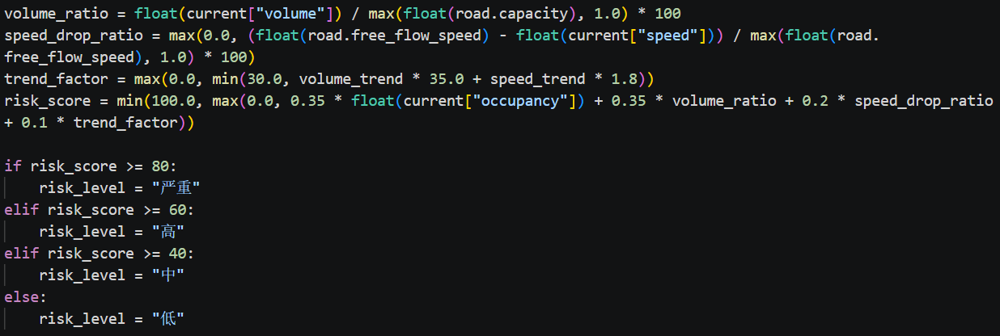 volume_ratio = float(current["volume"]) / max(float(road.capacity), 1.0) * 100
speed_drop_ratio = max(0.0, (float(road.free_flow_speed) - float(current["speed"])) / max(float(road.
free_flow_speed), 1.0) * 100)
trend_factor = max(0.0, min(30.0, volume_trend * 35.0 + speed_trend * 1.8))
risk_score = min(100.0, max(0.0, 0.35 * float(current["occupancy"]) + 0.35 * volume_ratio + 0.2 * speed_drop_ratio
+ 0.1 * trend_factor))

if risk_score >= 80:
    risk_level = "严重"
elif risk_score >= 60:
    risk_level = "高"
elif risk_score >= 40:
    risk_level = "中"
else:
    risk_level = "低"